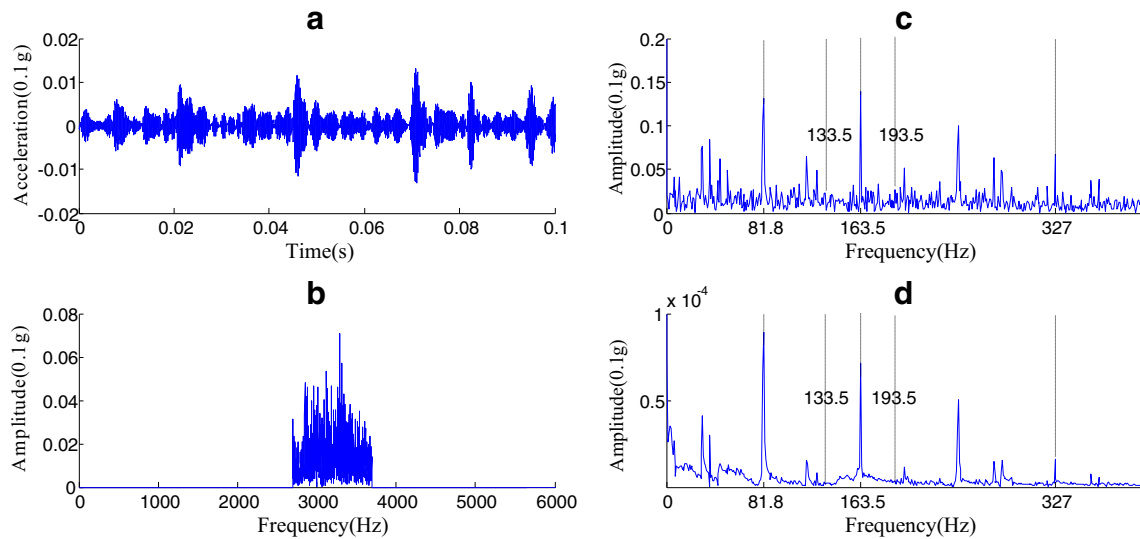 a
Acceleration(0.1g)
0.02
0.01
0
-0.01
-0.02
0 0.02 0.04 0.06 0.08 0.1
Time(s)
b
Amplitude(0.1g)
0.08
0.06
0.04
0.02
0
0 1000 2000 3000 4000 5000 6000
Frequency(Hz)
c
Amplitude(0.1g)
0.2
0.15
0.1
0.05
0
133.5 193.5
81.8 163.5 327
Frequency(Hz)
d
x 10^-4
Amplitude(0.1g)
1
0.5
0
133.5 193.5
81.8 163.5 327
Frequency(Hz)